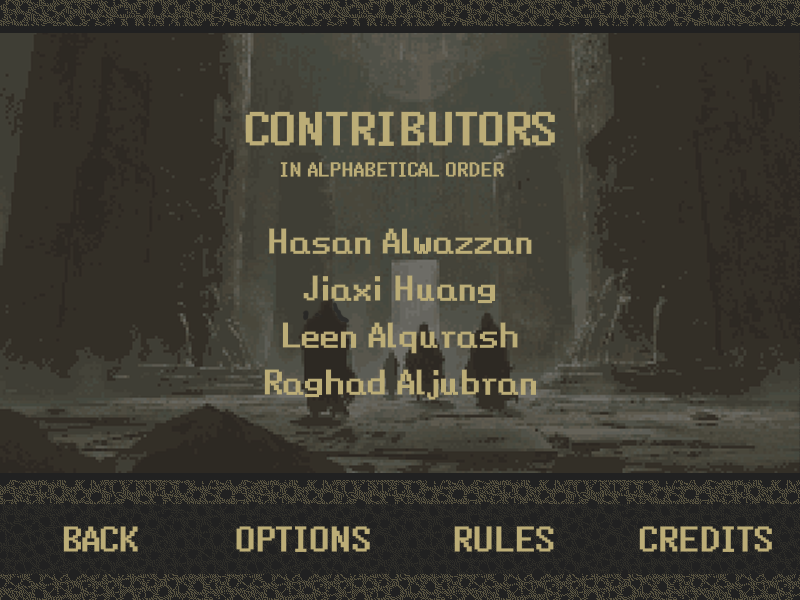 CONTRIBUTORS
IN ALPHABETICAL ORDER
Hasan Alwazzan
Jiaxi Huang
Leen Alqurash
Raghad Aljubran
BACK OPTIONS RULES CREDITS